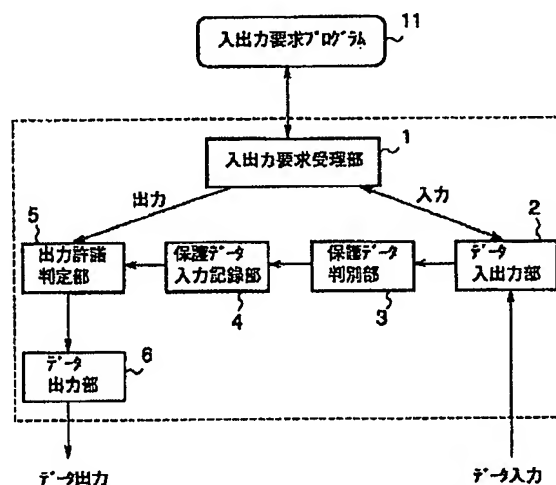 入出力要求プログラム
11
1
入出力要求受理部
出力
入力
5
2
出力許諾
判定部
保護データ
入力記録部
保護データ
判別部
データ
入出力部
4
3
6
データ
出力部
データ出力
データ入力